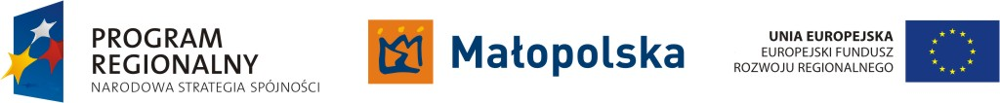 PROGRAM
REGIONALNY
NARODOWA STRATEGIA SPÓJNOŚCI
Małopolska
UNIA EUROPEJSKA
EUROPEJSKI FUNDUSZ
ROZWOJU REGIONALNEGO